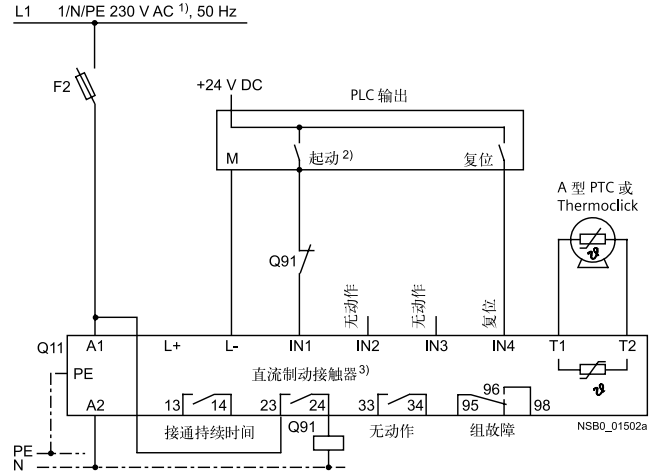 L1 1/N/PE 230 V AC 1), 50 Hz
F2
+24 V DC
PLC 输出
M
起动 2)
复位
A 型 PTC 或
Thermoclick
ϑ
Q91
无动作
无动作
复位
Q11
A1 L+ L- IN1 IN2 IN3 IN4 T1 T2
PE
直流制动接触器3)
ϑ
A2
13 14 23 24 33 34 95 96 98
NSB0_01502a
接通持续时间
Q91
无动作
组故障
PE
N